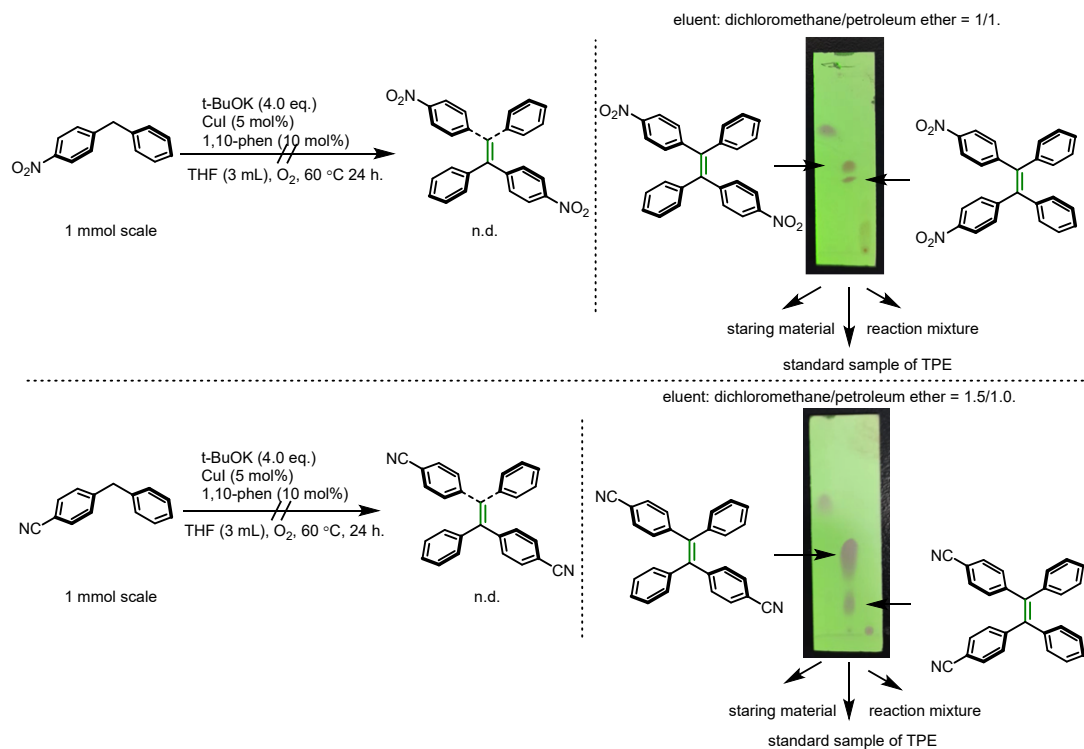 eluent: dichloromethane/petroleum ether = 1/1.
t-BuOK (4.0 eq.)
CuI (5 mol%)
1,10-phen (10 mol%)
THF (3 mL), O₂, 60 °C 24 h.
O₂N
1 mmol scale
O₂N
NO₂
n.d.
O₂N
NO₂
O₂N
O₂N
staring material
reaction mixture
standard sample of TPE
eluent: dichloromethane/petroleum ether = 1.5/1.0.
t-BuOK (4.0 eq.)
CuI (5 mol%)
1,10-phen (10 mol%)
THF (3 mL), O₂, 60 °C, 24 h.
NC
1 mmol scale
NC
CN
n.d.
NC
CN
NC
NC
staring material
reaction mixture
standard sample of TPE